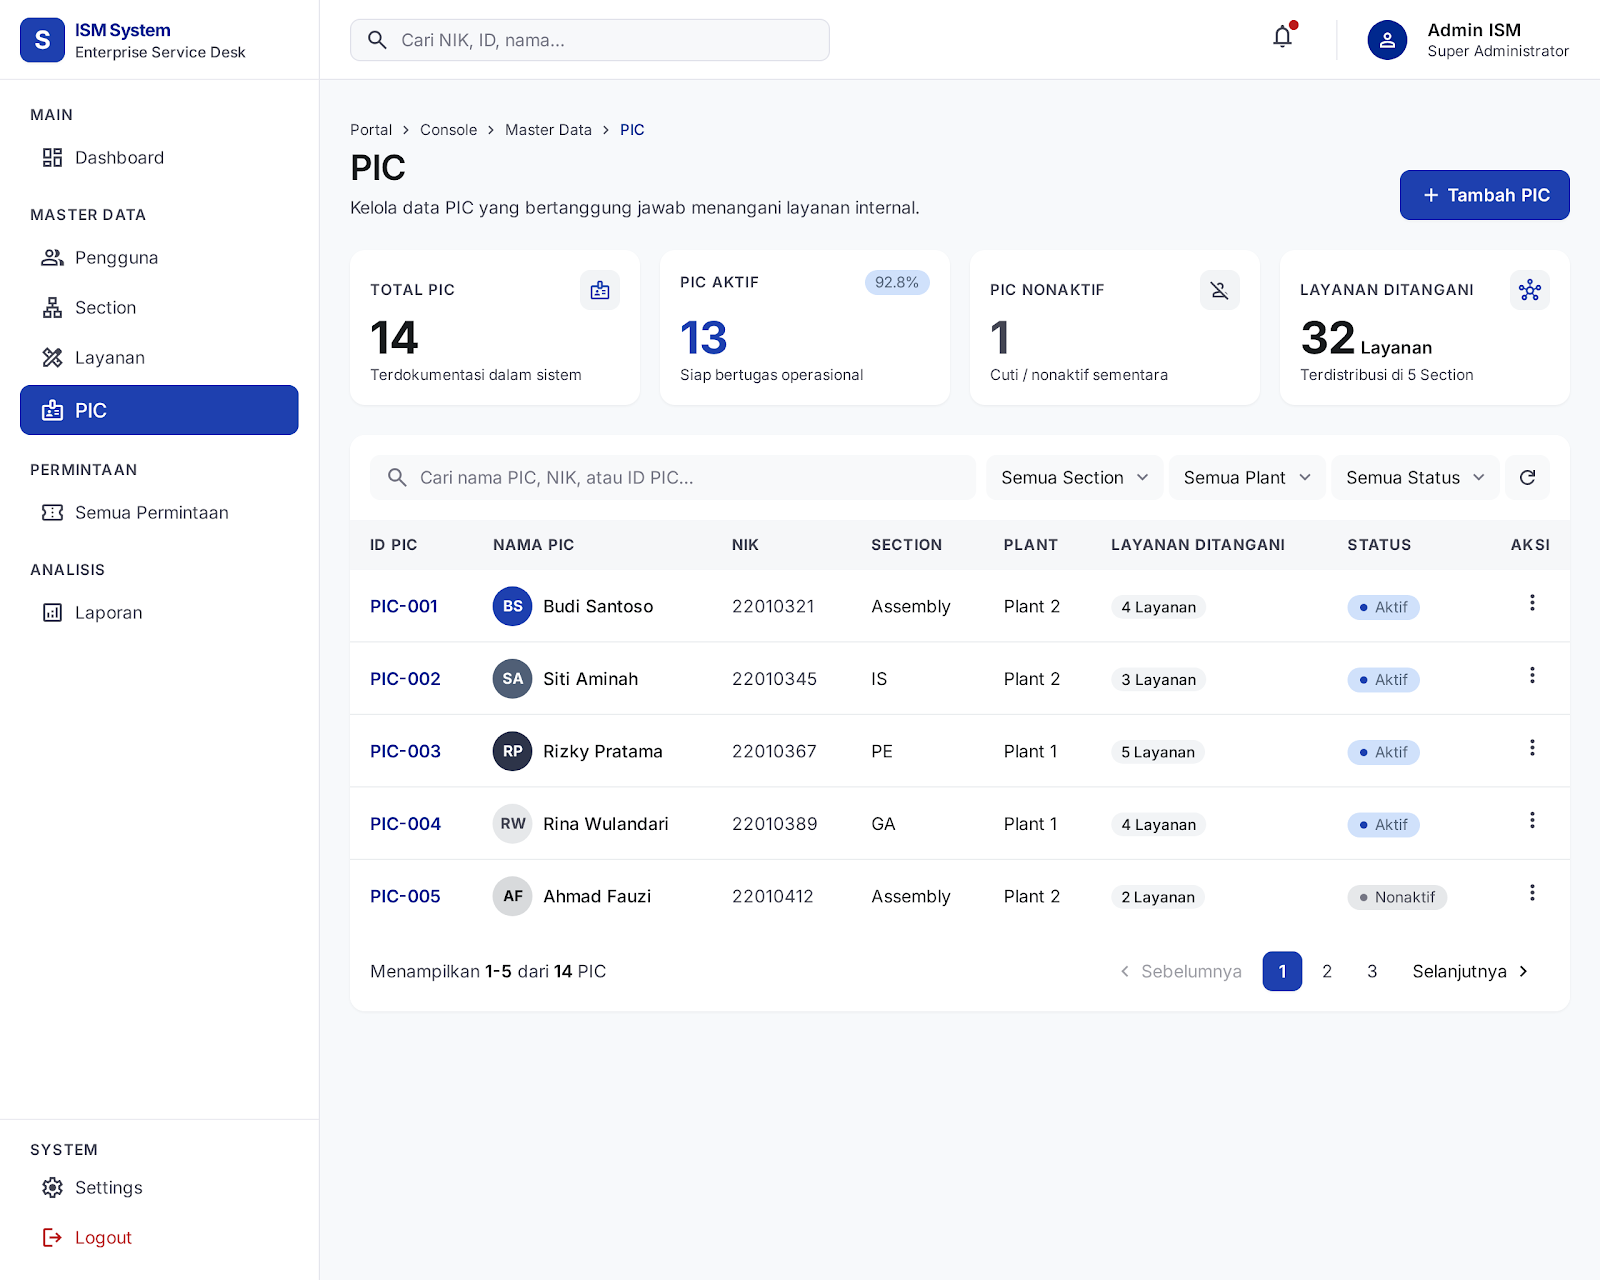 S
ISM System
Enterprise Service Desk
Cari NIK, ID, nama...
Admin ISM
Super Administrator
MAIN
Dashboard
MASTER DATA
Pengguna
Section
Layanan
PIC
PERMINTAAN
Semua Permintaan
ANALISIS
Laporan
SYSTEM
Settings
Logout
Portal > Console > Master Data > PIC
PIC
Kelola data PIC yang bertanggung jawab menangani layanan internal.
+ Tambah PIC
TOTAL PIC
14
Terdokumentasi dalam sistem
PIC AKTIF 92.8%
13
Siap bertugas operasional
PIC NONAKTIF
1
Cuti / nonaktif sementara
LAYANAN DITANGANI
32 Layanan
Terdistribusi di 5 Section
Cari nama PIC, NIK, atau ID PIC... Semua Section Semua Plant Semua Status
ID PIC NAMA PIC NIK SECTION PLANT LAYANAN DITANGANI STATUS AKSI
PIC-001 BS Budi Santoso 22010321 Assembly Plant 2 4 Layanan Aktif
PIC-002 SA Siti Aminah 22010345 IS Plant 2 3 Layanan Aktif
PIC-003 RP Rizky Pratama 22010367 PE Plant 1 5 Layanan Aktif
PIC-004 RW Rina Wulandari 22010389 GA Plant 1 4 Layanan Aktif
PIC-005 AF Ahmad Fauzi 22010412 Assembly Plant 2 2 Layanan Nonaktif
Menampilkan 1-5 dari 14 PIC < Sebelumnya 1 2 3 Selanjutnya >